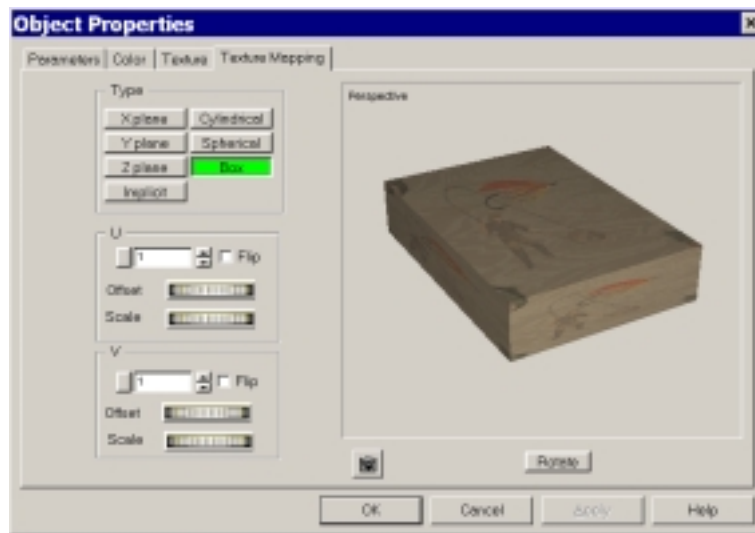 Object Properties
Parameters Color Texture Texture Mapping
Type
X plane Cylindrical
Y plane Spherical
Z plane Box
Implicit
U
1 Flip
Offset
Scale
V
1 Flip
Offset
Scale
Perspective
Rotate
OK Cancel Apply Help